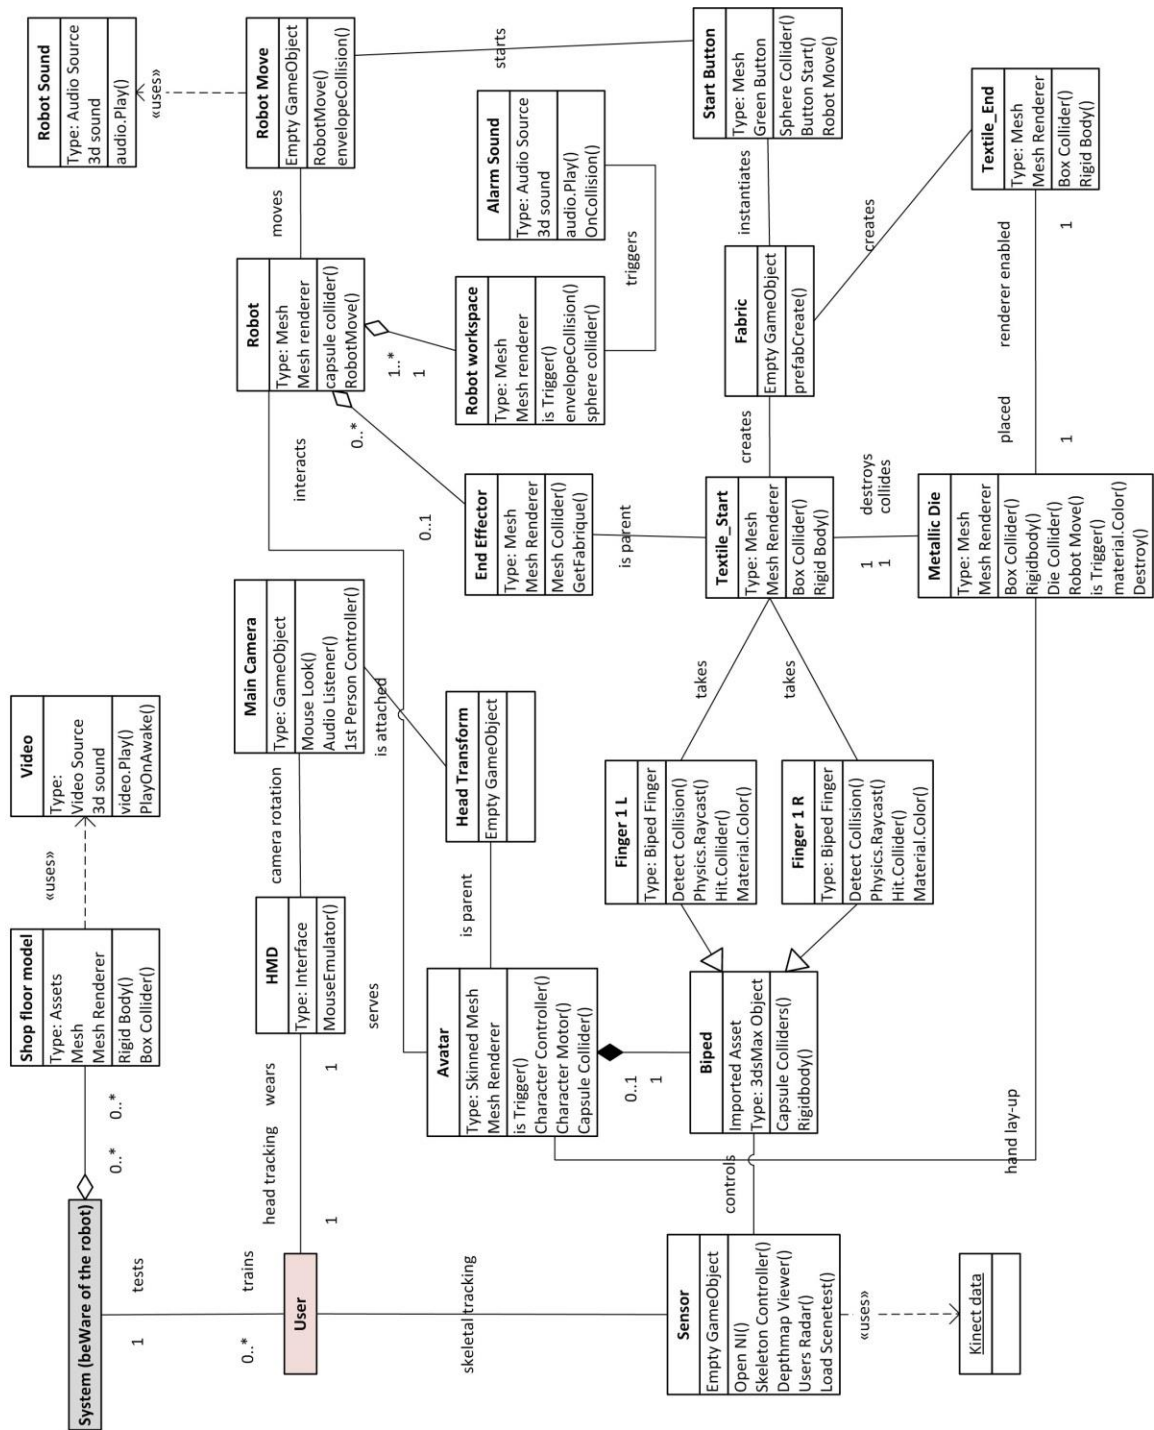 System (beWare of the robot)
0..*
0..*
Shop floor model
Type: Assets
Mesh
Mesh Renderer
Rigid Body()
Box Collider()
«uses»
Video
Type:
Video Source
3d sound
video.Play()
PlayOnAwake()
Robot Sound
Type: Audio Source
3d sound
audio.Play()
«uses»
1
tests
0..*
trains
User
head tracking
wears
1
1
HMD
Type: Interface
MouseEmulator()
serves
camera rotation
Main Camera
Type: GameObject
Mouse Look()
Audio Listener()
1st Person Controller()
is attached
interacts
Robot
Type: Mesh
Mesh renderer
capsule collider()
RobotMove()
moves
Robot Move
Empty GameObject
RobotMove()
envelopeCollision()
starts
0..*
0..1
1..*
1
Avatar
Type: Skinned Mesh
Mesh Renderer
is Trigger()
Character Controller()
Character Motor()
Capsule Collider()
is parent
Head Transform
Empty GameObject
End Effector
Type: Mesh
Mesh Renderer
Mesh Collider()
GetFabrique()
is parent
Robot workspace
Type: Mesh
Mesh renderer
is Trigger()
envelopeCollision()
sphere collider()
triggers
Alarm Sound
Type: Audio Source
3d sound
audio.Play()
OnCollision()
skeletal tracking
Sensor
Empty GameObject
Open NI()
Skeleton Controller()
Depthmap Viewer()
Users Radar()
Load Scenetest()
«uses»
Kinect data
controls
0..1
1
Biped
Imported Asset
Type: 3dsMax Object
Capsule Colliders()
Rigidbody()
Finger 1 L
Type: Biped Finger
Detect Collision()
Physics.Raycast()
Hit.Collider()
Material.Color()
takes
Finger 1 R
Type: Biped Finger
Detect Collision()
Physics.Raycast()
Hit.Collider()
Material.Color()
takes
Textile_Start
Type: Mesh
Mesh Renderer
Box Collider()
Rigid Body()
creates
Fabric
Empty GameObject
prefabCreate()
instantiates
Start Button
Type: Mesh
Green Button
Sphere Collider()
Button Start()
Robot Move()
creates
1
1
destroys
collides
hand lay-up
Metallic Die
Type: Mesh
Mesh Renderer
Box Collider()
Rigidbody()
Die Collider()
Robot Move()
is Trigger()
material.Color()
Destroy()
placed
renderer enabled
1
1
Textile_End
Type: Mesh
Mesh Renderer
Box Collider()
Rigid Body()